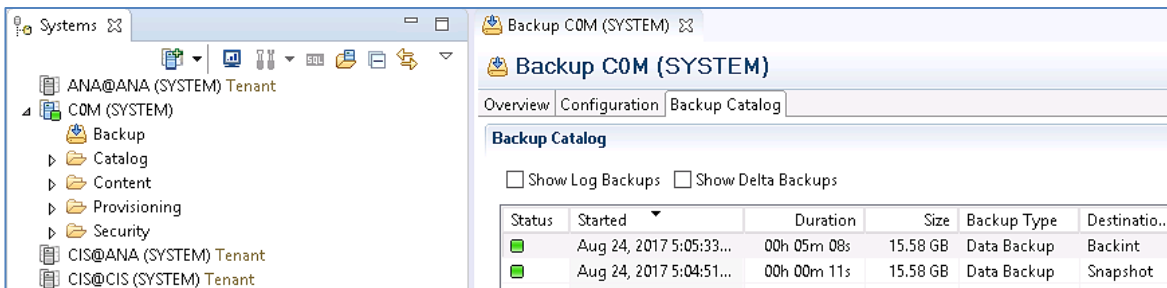 Systems
ANA@ANA (SYSTEM) Tenant
C0M (SYSTEM)
Backup
Catalog
Content
Provisioning
Security
CIS@ANA (SYSTEM) Tenant
CIS@CIS (SYSTEM) Tenant
Backup C0M (SYSTEM)
Backup C0M (SYSTEM)
Overview Configuration Backup Catalog
Backup Catalog
Show Log Backups Show Delta Backups
Status Started Duration Size Backup Type Destinatio...
Aug 24, 2017 5:05:33... 00h 05m 08s 15.58 GB Data Backup Backint
Aug 24, 2017 5:04:51... 00h 00m 11s 15.58 GB Data Backup Snapshot